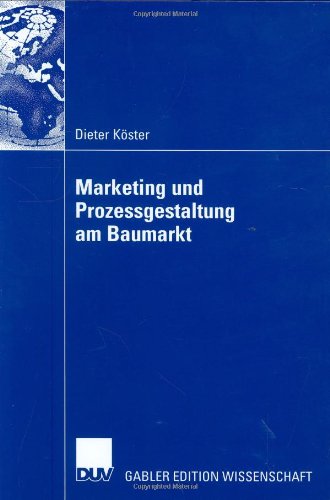 Dieter Köster
Marketing und
Prozessgestaltung
am Baumarkt
DUV
GABLER EDITION WISSENSCHAFT